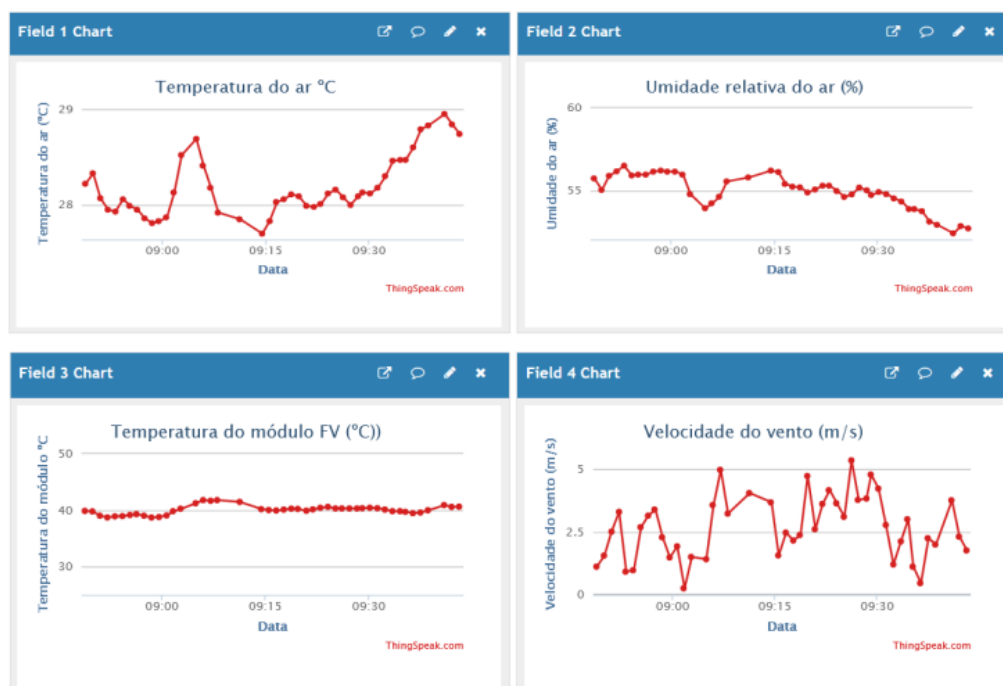 Field 1 Chart
Temperatura do ar ºC
Temperatura do ar (°C)
29
28
09:00 09:15 09:30
Data
ThingSpeak.com
Field 2 Chart
Umidade relativa do ar (%)
Umidade do ar (%)
60
55
09:00 09:15 09:30
Data
ThingSpeak.com
Field 3 Chart
Temperatura do módulo FV (ºC))
Temperatura do módulo ºC
50
40
30
09:00 09:15 09:30
Data
ThingSpeak.com
Field 4 Chart
Velocidade do vento (m/s)
Velocidade do vento (m/s)
5
2.5
0
09:00 09:15 09:30
Data
ThingSpeak.com